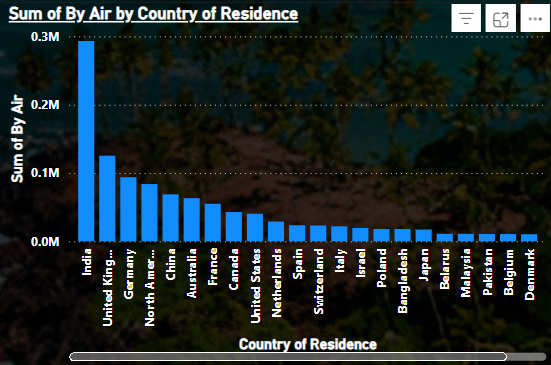 Sum of By Air by Country of Residence
0.3M
0.2M
0.1M
0.0M
Sum of By Air
India
United King...
Germany
North Amer...
China
Australia
France
Canada
United States
Netherlands
Spain
Switzerland
Italy
Israel
Poland
Bangladesh
Japan
Belarus
Malaysia
Pakistan
Belgium
Denmark
Country of Residence